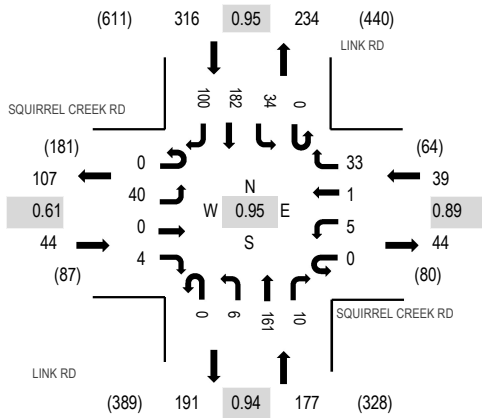 (611) 316 0.95 234 (440)
LINK RD
SQUIRREL CREEK RD
100 182 34 0
(181) (64)
107 0 33 39
40 1
N
0.61 W 0.95 E 0.89
0 5
S
44 4 0 44
(87) (80)
0 6 161 10
SQUIRREL CREEK RD
LINK RD
(389) 191 0.94 177 (328)